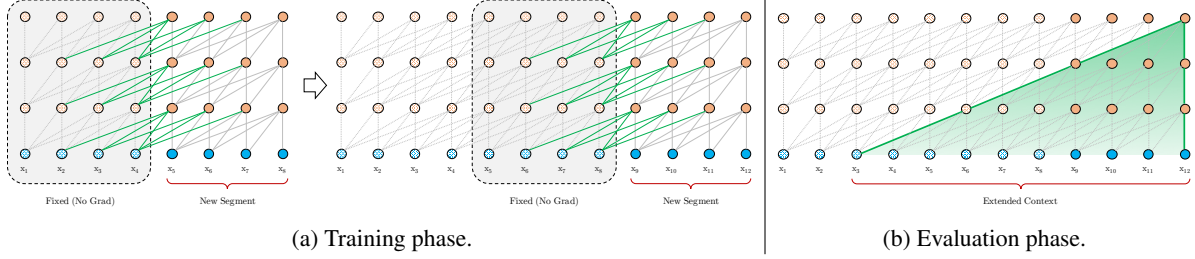 x₁ x₂ x₃ x₄ x₅ x₆ x₇ x₈
x₁ x₂ x₃ x₄ x₅ x₆ x₇ x₈ x₉ x₁₀ x₁₁ x₁₂
x₁ x₂ x₃ x₄ x₅ x₆ x₇ x₈ x₉ x₁₀ x₁₁ x₁₂
Fixed (No Grad)
New Segment
Fixed (No Grad)
New Segment
Extended Context
(a) Training phase.
(b) Evaluation phase.